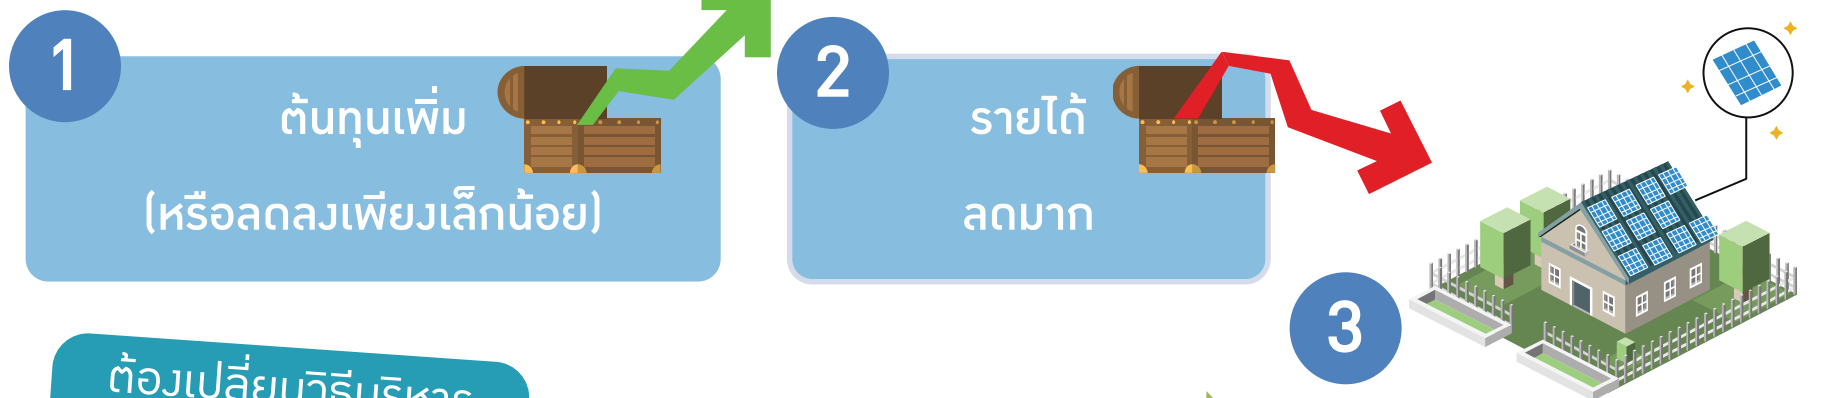 1
ต้นทุนเพิ่ม
(หรือลดลงเพียงเล็กน้อย)
2
รายได้
ลดมาก
3
ต้องเปลี่ยนวิธีบริหาร